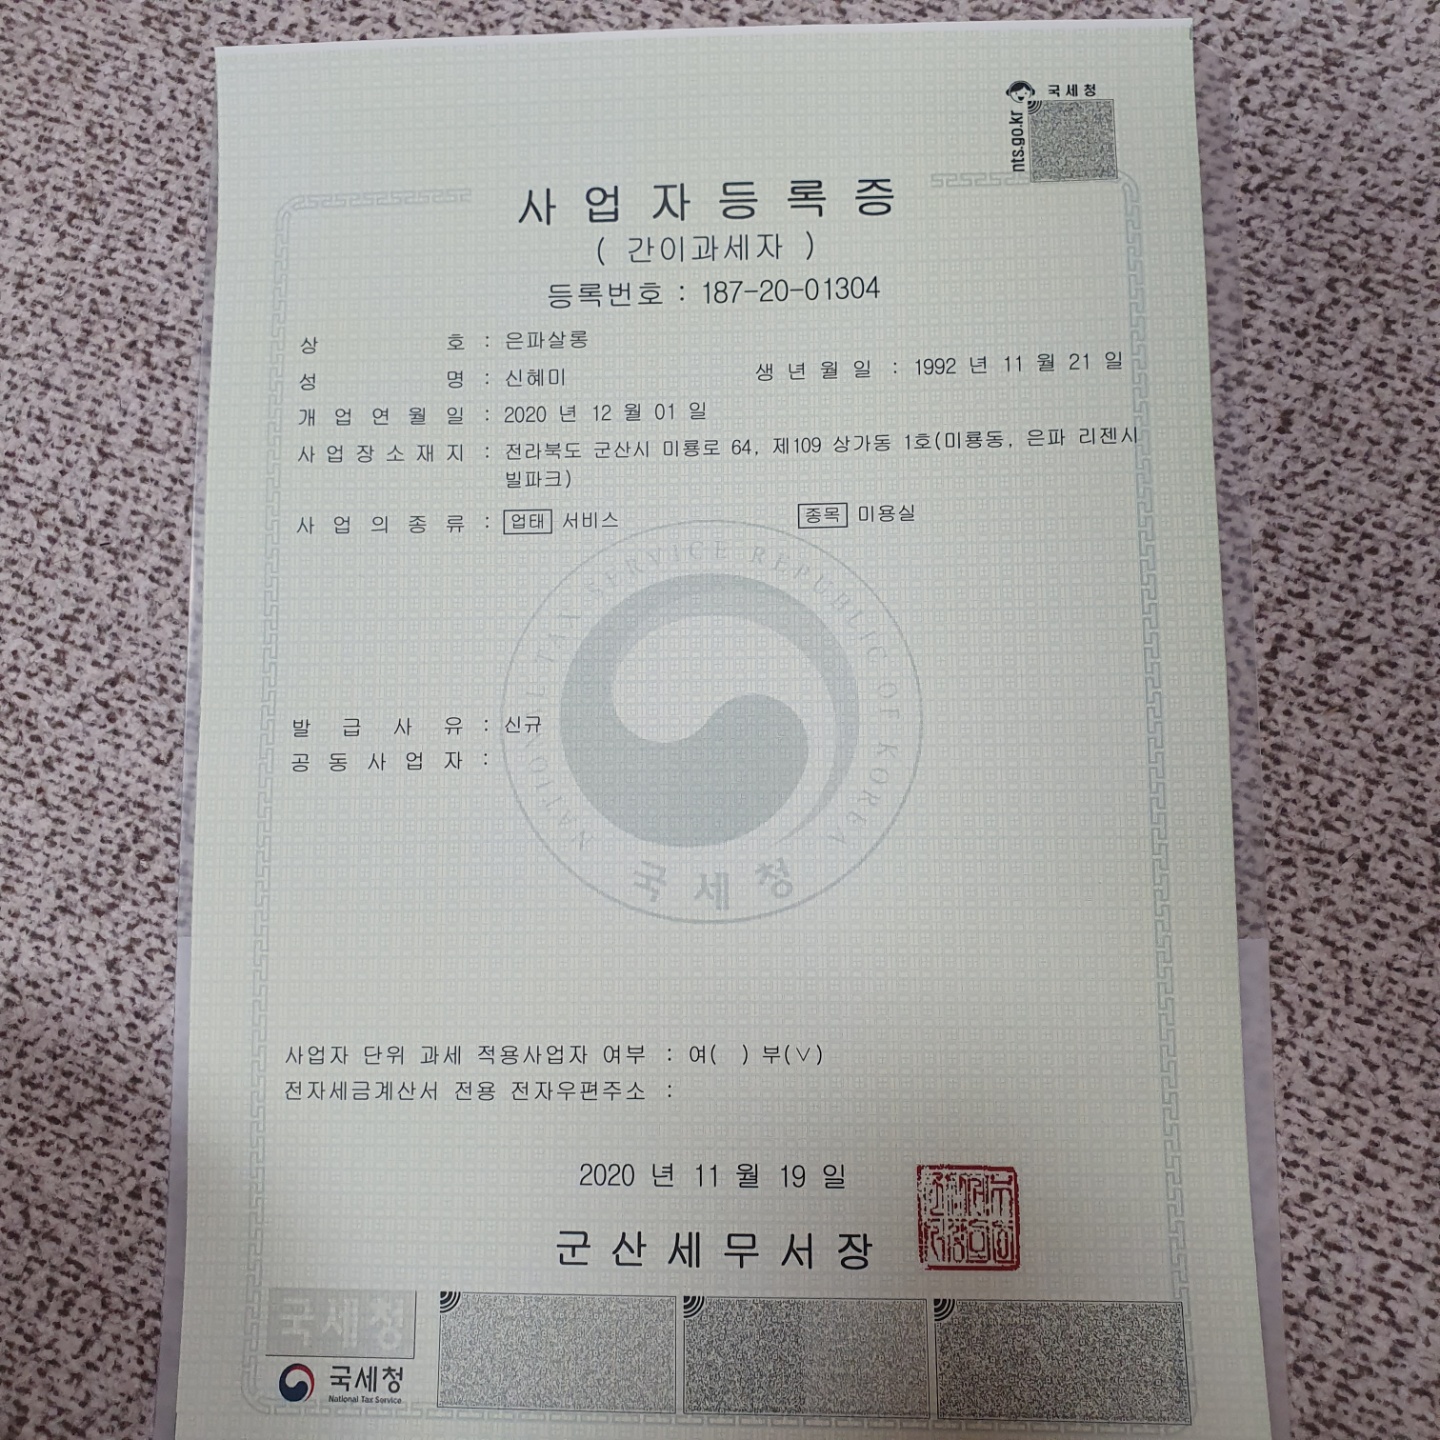 국세청
nts.go.kr
사업자등록증
( 간이과세자 )
등록번호 : 187-20-01304
상 호 : 은파살롱
성 명 : 신혜미 생 년 월 일 : 1992 년 11 월 21 일
개 업 연 월 일 : 2020 년 12 월 01 일
사 업 장 소 재 지 : 전라북도 군산시 미룡로 64, 제109 상가동 1호(미룡동, 은파 리젠시
빌파크)
사 업 의 종 류 : 업태 서비스 종목 미용실
NATIONAL TAX SERVICE REPUBLIC OF KOREA
국세청
발 급 사 유 : 신규
공 동 사 업 자 :
사업자 단위 과세 적용사업자 여부 : 여( ) 부(∨)
전자세금계산서 전용 전자우편주소 :
2020 년 11 월 19 일
군산세무서장
국세청
국세청
National Tax Service